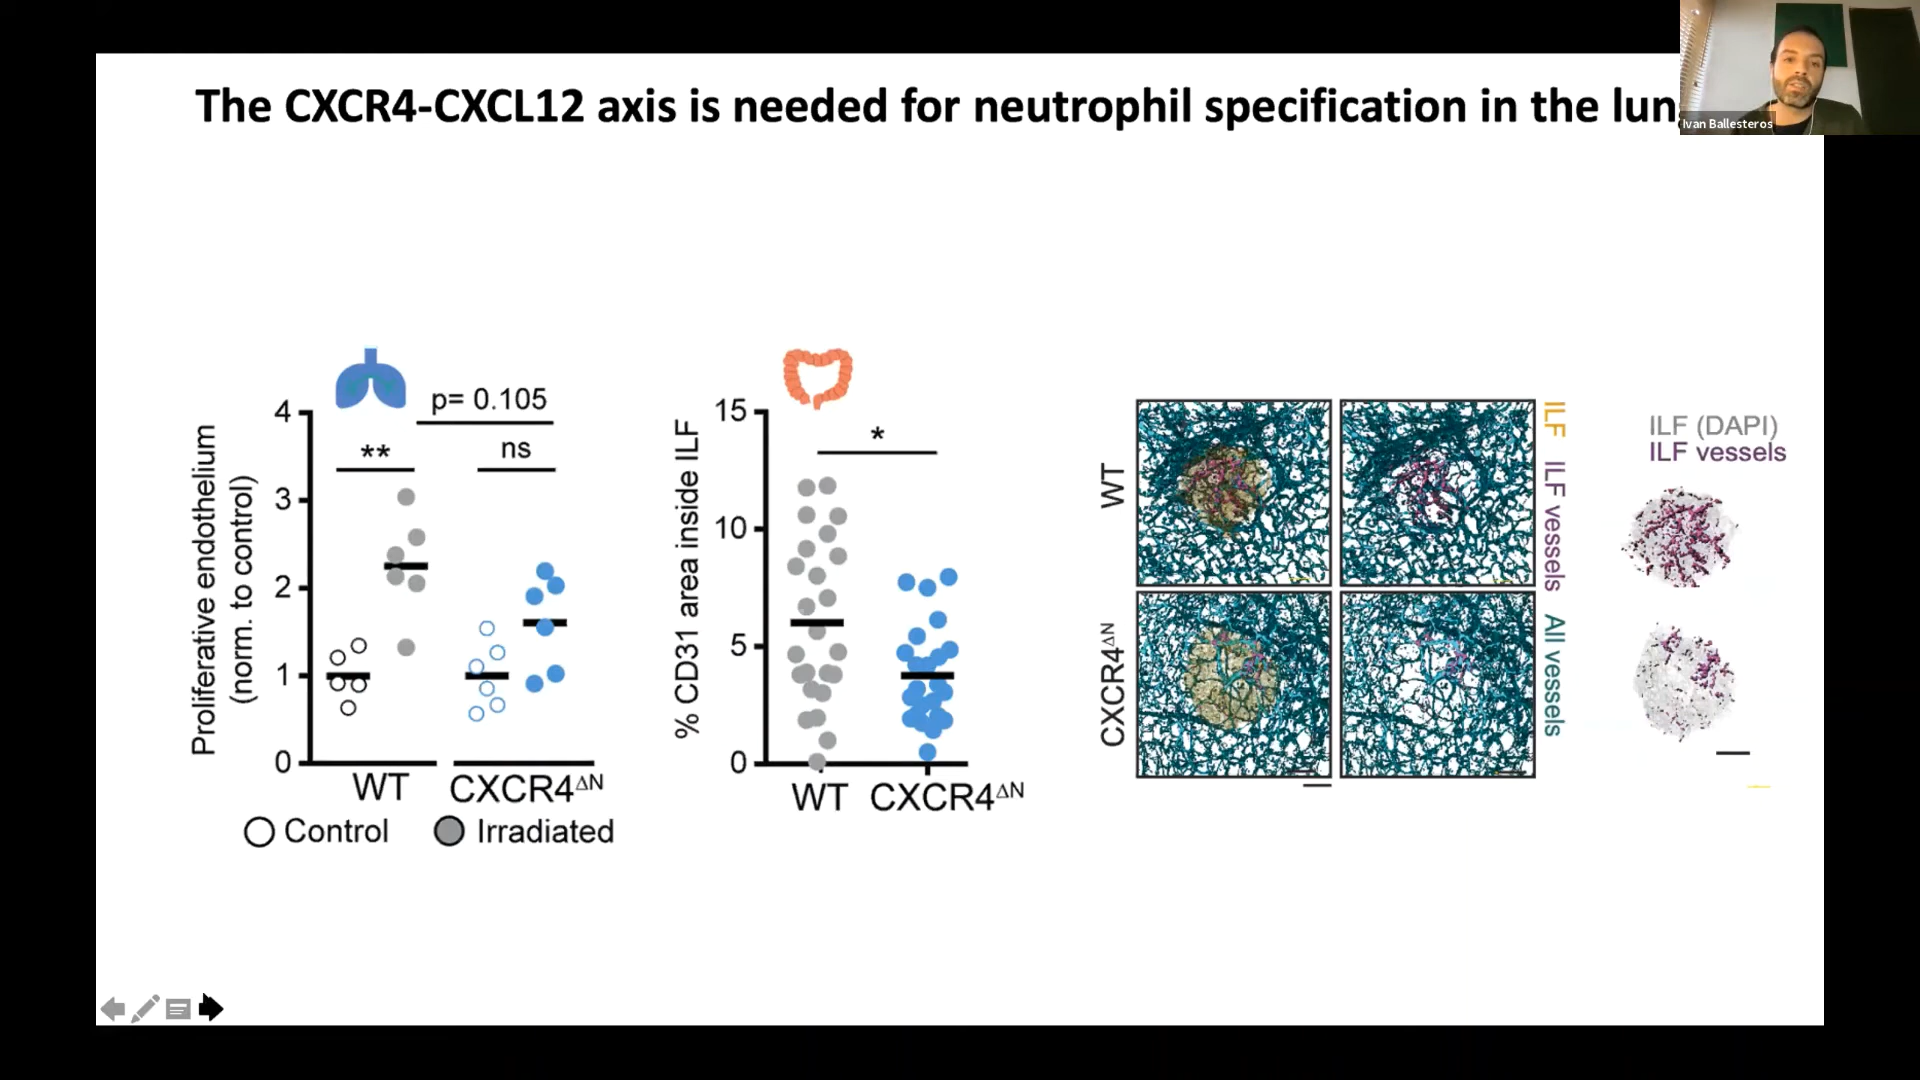 The CXCR4-CXCL12 axis is needed for neutrophil specification in the lun
Ivan Ballesteros
Proliferative endothelium
(norm. to control)
4
3
2
1
0
p= 0.105
**
ns
WT
CXCR4ΔN
Control
Irradiated
% CD31 area inside ILF
15
10
5
0
*
WT
CXCR4ΔN
WT
CXCR4ΔN
ILF
ILF vessels
All vessels
ILF (DAPI)
ILF vessels